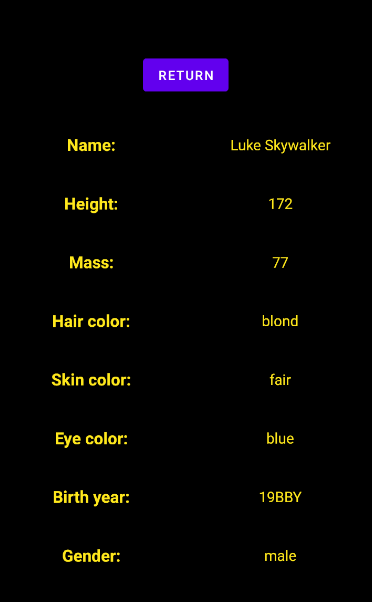 RETURN
Name: Luke Skywalker
Height: 172
Mass: 77
Hair color: blond
Skin color: fair
Eye color: blue
Birth year: 19BBY
Gender: male